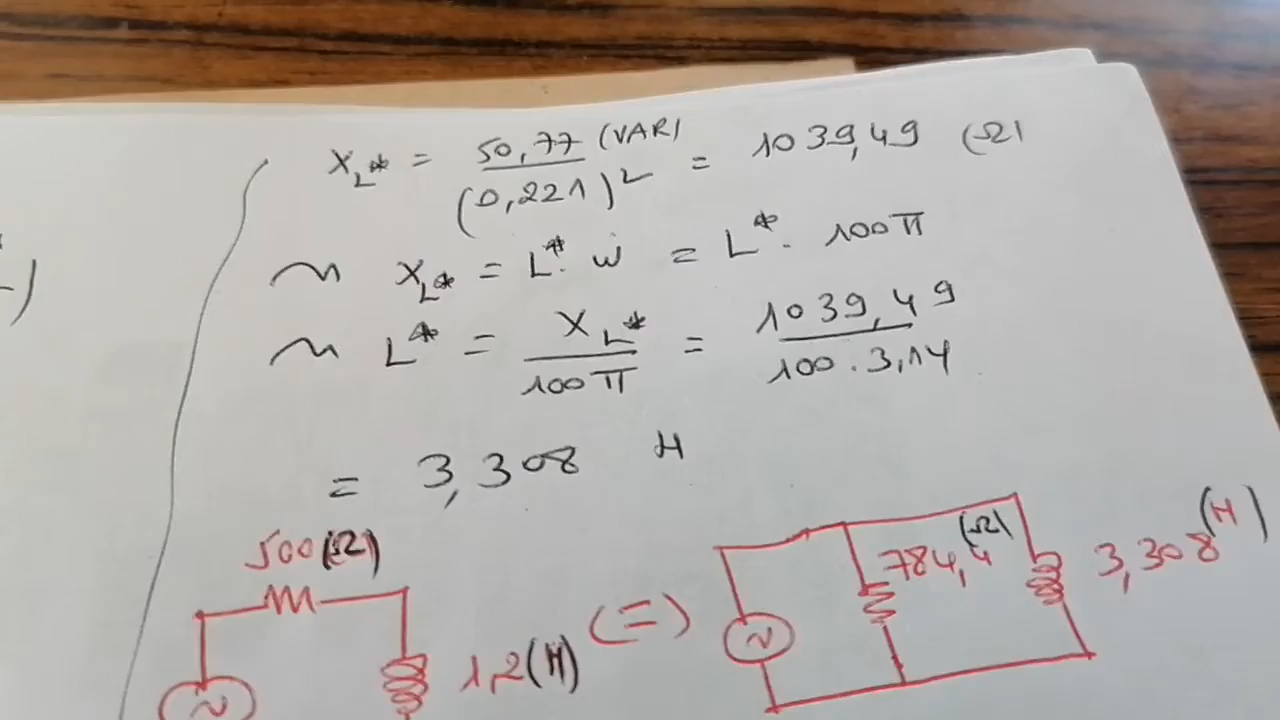 X_L* = 50,77 (VAR) / (0,221)² = 1039,49 (Ω)
~ X_L* = L*. ω = L*. 100π
~ L* = X_L* / 100π = 1039,49 / 100 . 3,14
= 3,308 H
500(Ω)
1,2(H)
(=)
~
784,4 (Ω)
3,308 (H)
~